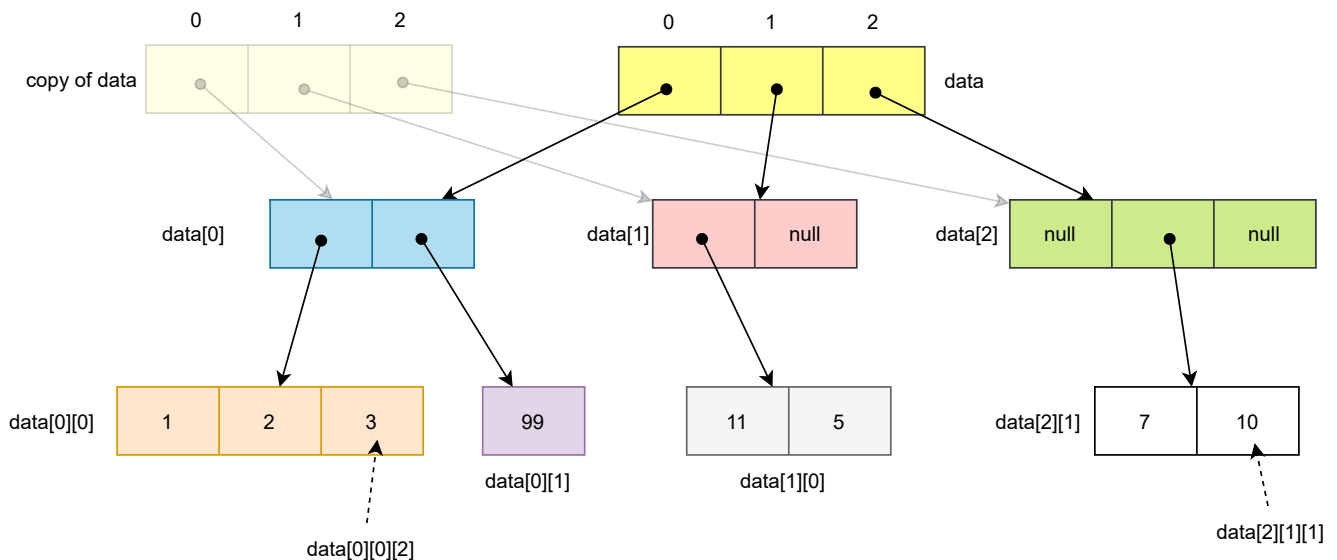 0 1 2
0 1 2
copy of data
data
data[0]
data[1]
null
data[2]
null
null
data[0][0]
1 2 3
99
11 5
data[2][1]
7 10
data[0][1]
data[1][0]
data[0][0][2]
data[2][1][1]